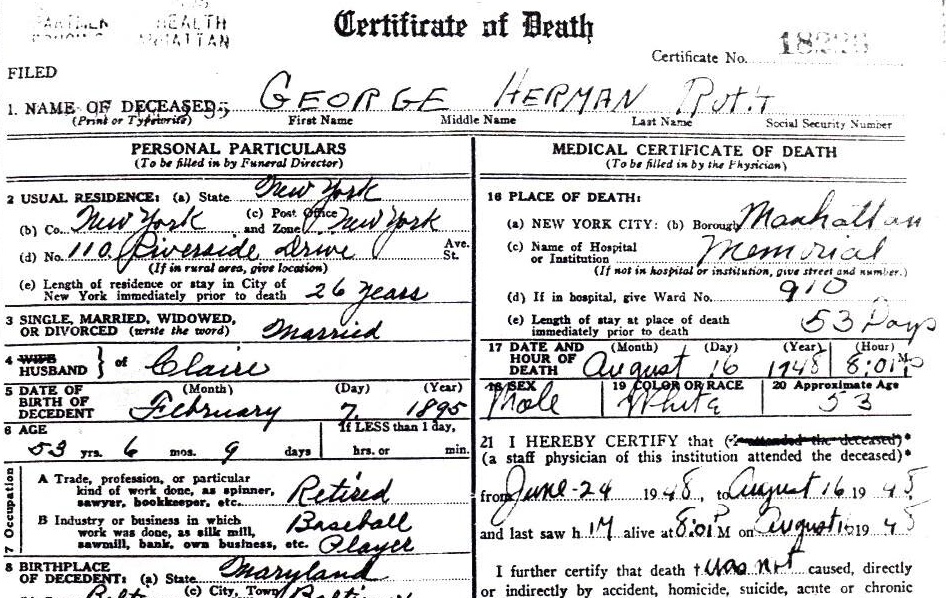 HEALTH
Certificate of Death
Certificate No. 18226
FILED
1. NAME OF DECEASED GEORGE HERMAN RUTH
(Print or Typewrite) First Name Middle Name Last Name Social Security Number
PERSONAL PARTICULARS
(To be filled in by Funeral Director)
2 USUAL RESIDENCE: (a) State New York
(b) Co. New York (c) Post Office and Zone New York
(d) No. 110 Riverside Drive Ave. St.
(If in rural area, give location)
(e) Length of residence or stay in City of
New York immediately prior to death 26 years
3 SINGLE, MARRIED, WIDOWED,
OR DIVORCED (write the word) Married
4 WIFE HUSBAND } of Claire
5 DATE OF BIRTH OF DECEDENT (Month) (Day) (Year)
February 7, 1895
6 AGE If LESS than 1 day,
53 yrs. 6 mos. 9 days hrs. or min.
7 Occupation
A Trade, profession, or particular
kind of work done, as spinner,
sawyer, bookkeeper, etc. Retired
B Industry or business in which
work was done, as silk mill,
sawmill, bank, own business, etc. Baseball Player
8 BIRTHPLACE
OF DECEDENT: (a) State Maryland
(c) City, Town
MEDICAL CERTIFICATE OF DEATH
(To be filled in by the Physician)
16 PLACE OF DEATH:
(a) NEW YORK CITY: (b) Borough Manhattan
(c) Name of Hospital
or Institution Memorial
(If not in hospital or institution, give street and number.)
(d) If in hospital, give Ward No. 910
(e) Length of stay at place of death
immediately prior to death 53 Days
17 DATE AND HOUR OF DEATH (Month) (Day) (Year) (Hour)
August 16 1948 8:01 P M
18 SEX 19 COLOR OR RACE 20 Approximate Age
Male White 53
21 I HEREBY CERTIFY that (I attended the deceased)*
(a staff physician of this institution attended the deceased)*
from June 24 1948, to August 16 1948
and last saw him alive at 8:01 P M on August 16 1948
I further certify that death † was not caused, directly
or indirectly by accident, homicide, suicide, acute or chronic